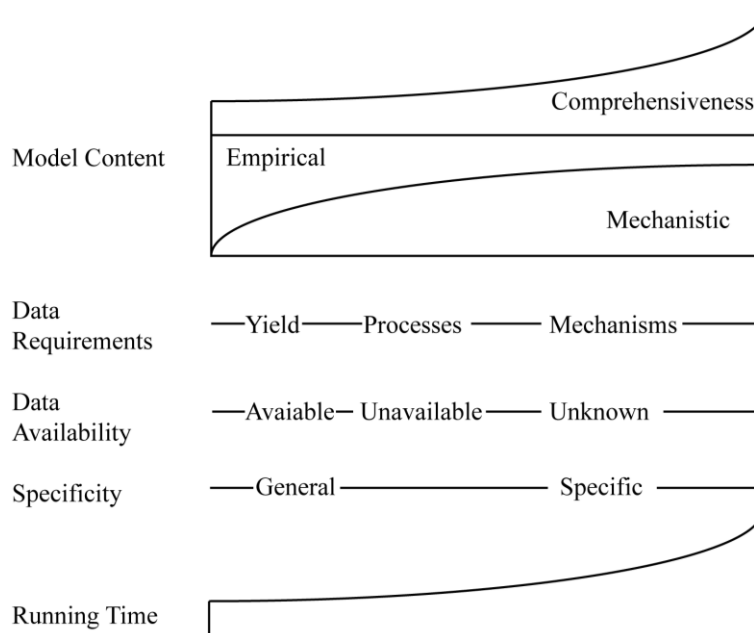 Comprehensiveness
Model Content
Empirical
Mechanistic
Data
Requirements
Yield
Processes
Mechanisms
Data
Availability
Avaiable
Unavailable
Unknown
Specificity
General
Specific
Running Time